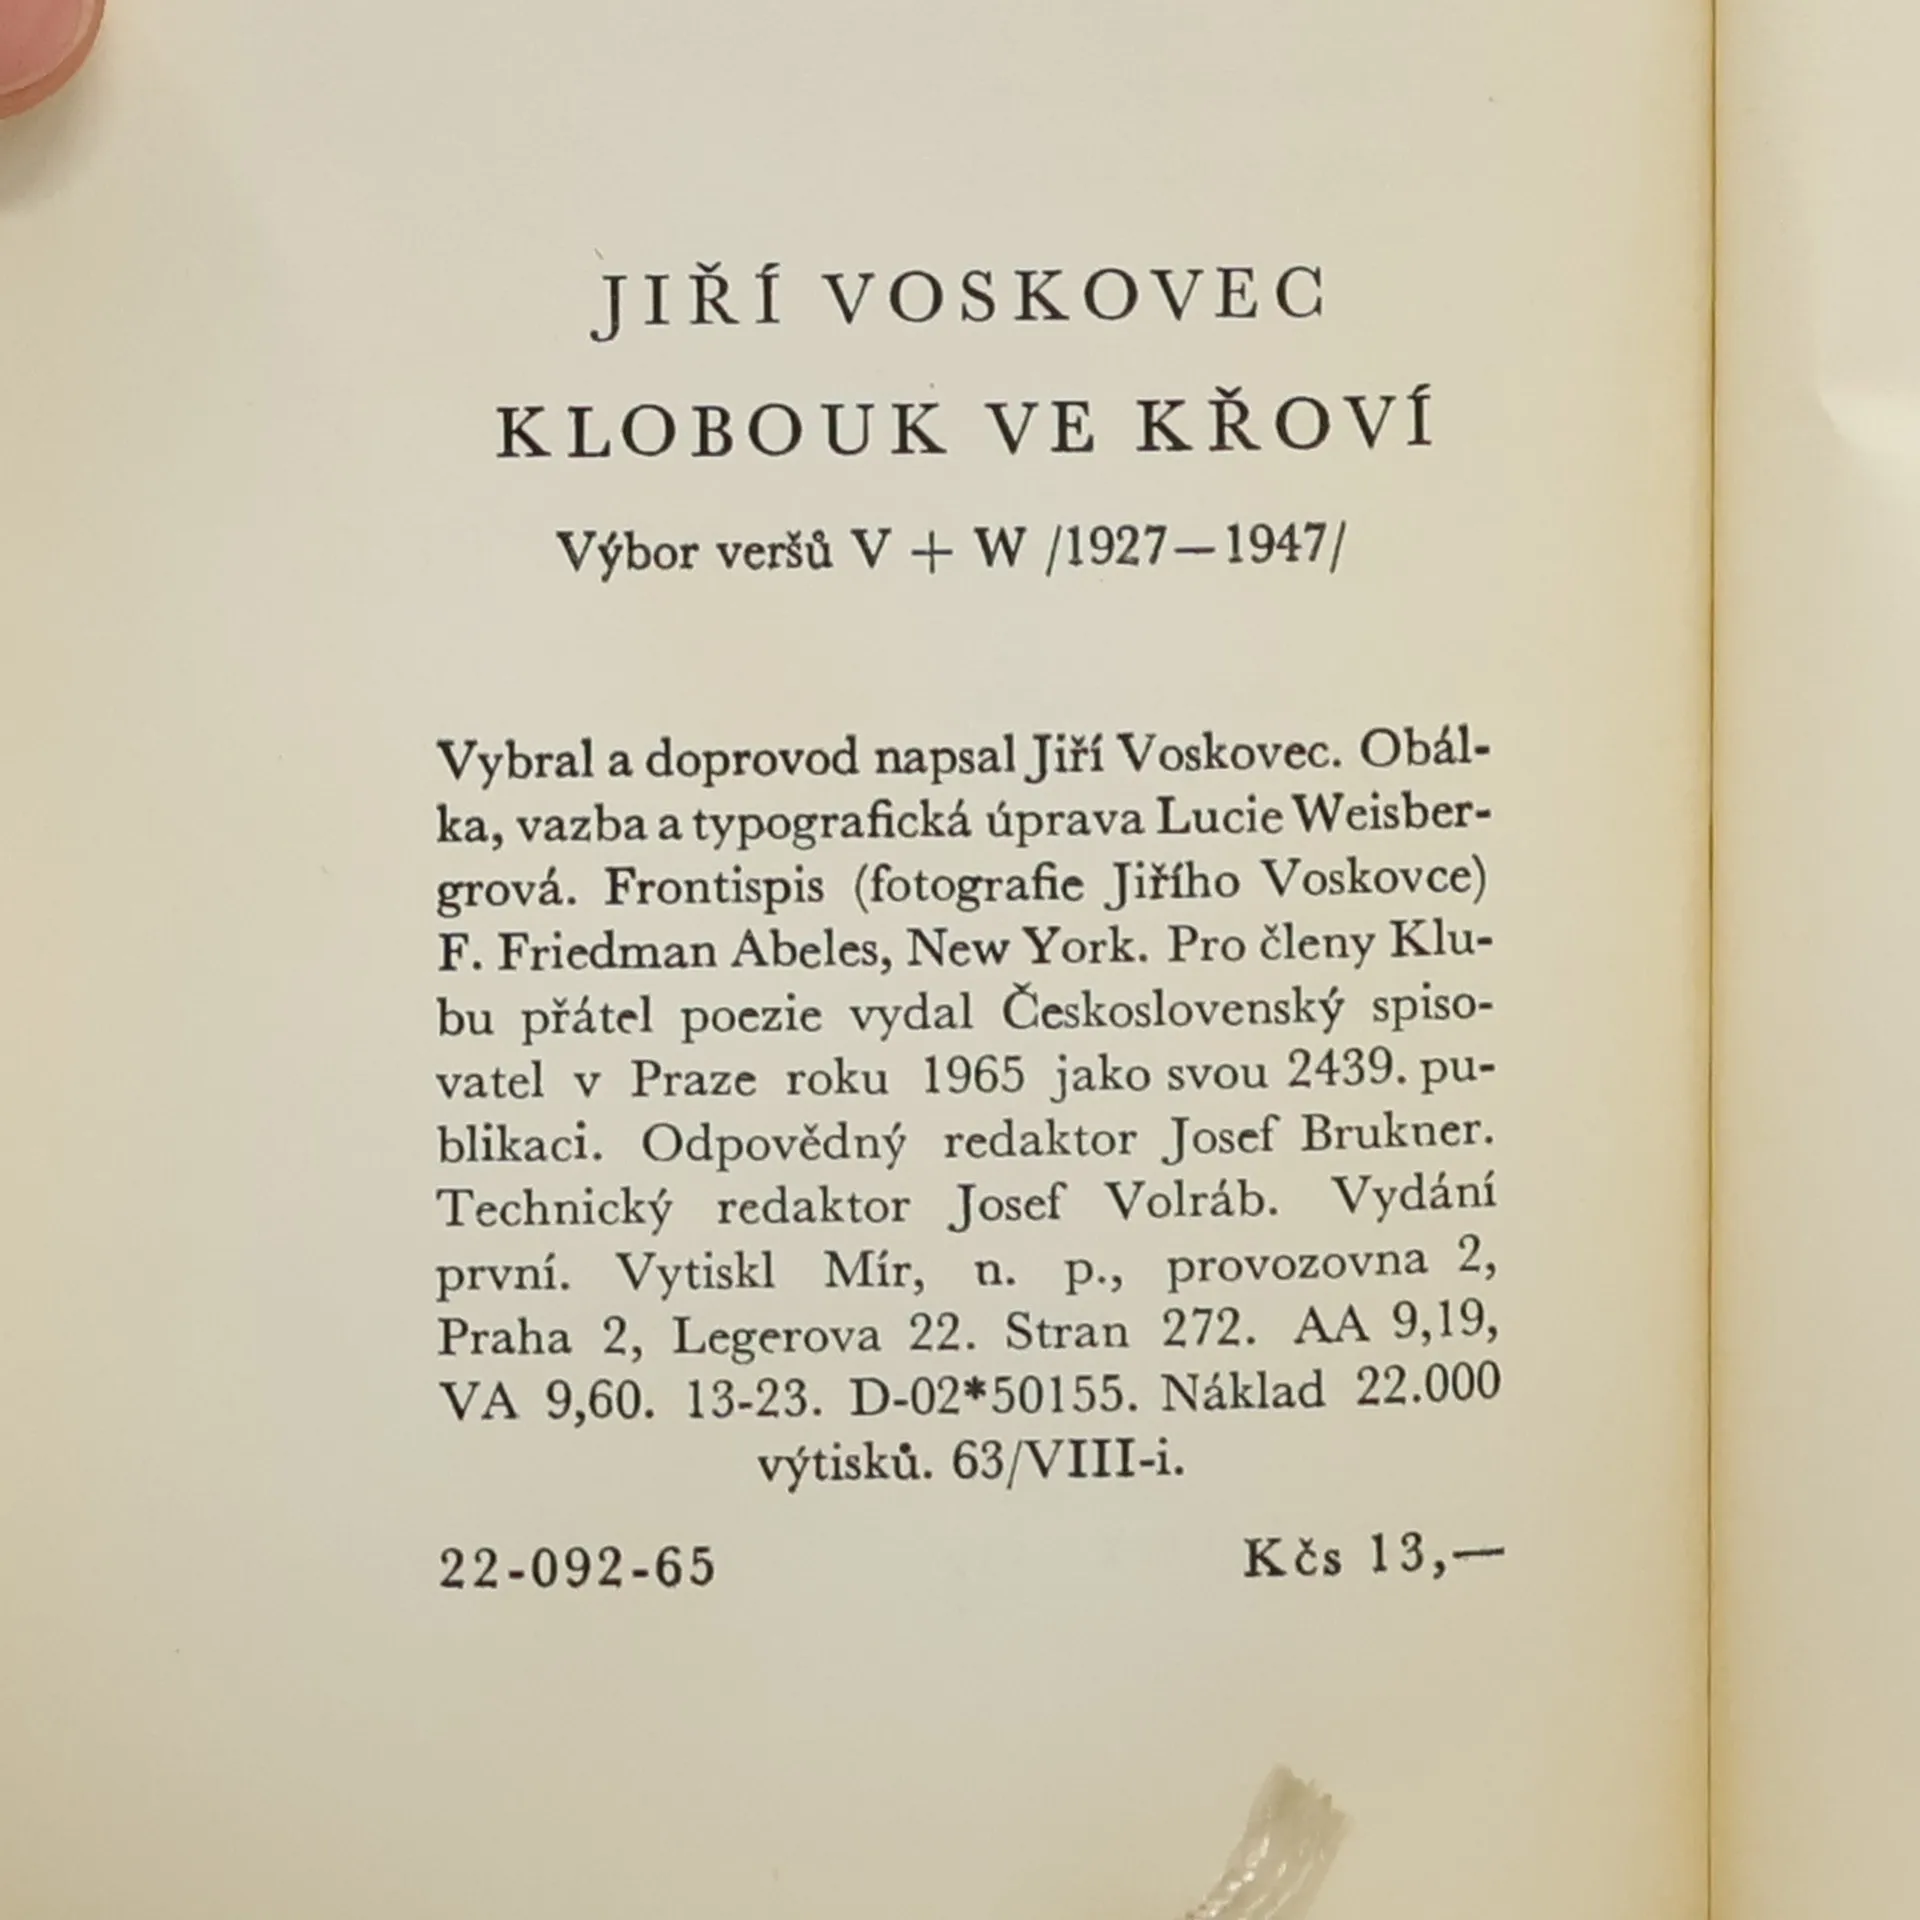 JIŘÍ VOSKOVEC
KLOBOUK VE KŘOVÍ
Výbor veršů V + W /1927—1947/
Vybral a doprovod napsal Jiří Voskovec. Obál-
ka, vazba a typografická úprava Lucie Weisber-
grová. Frontispis (fotografie Jiřího Voskovce)
F. Friedman Abeles, New York. Pro členy Klu-
bu přátel poezie vydal Československý spiso-
vatel v Praze roku 1965 jako svou 2439. pu-
blikaci. Odpovědný redaktor Josef Brukner.
Technický redaktor Josef Volráb. Vydání
první. Vytiskl Mír, n. p., provozovna 2,
Praha 2, Legerova 22. Stran 272. AA 9,19,
VA 9,60. 13-23. D-02*50155. Náklad 22.000
výtisků. 63/VIII-i.
22-092-65 Kčs 13,—